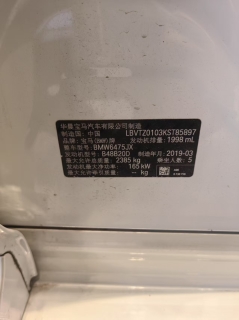 华晨宝马汽车有限公司制造
制造国：中国 LBVTZ0103KST85897
品牌：宝马(BMW)牌 发动机排量：1998 mL
整车型号：BMW6475JX
发动机型号：B48B20D 制造年月：2019-03
最大允许总质量：2385 kg 乘坐人数：5
发动机最大净功率：165 kW
— kg